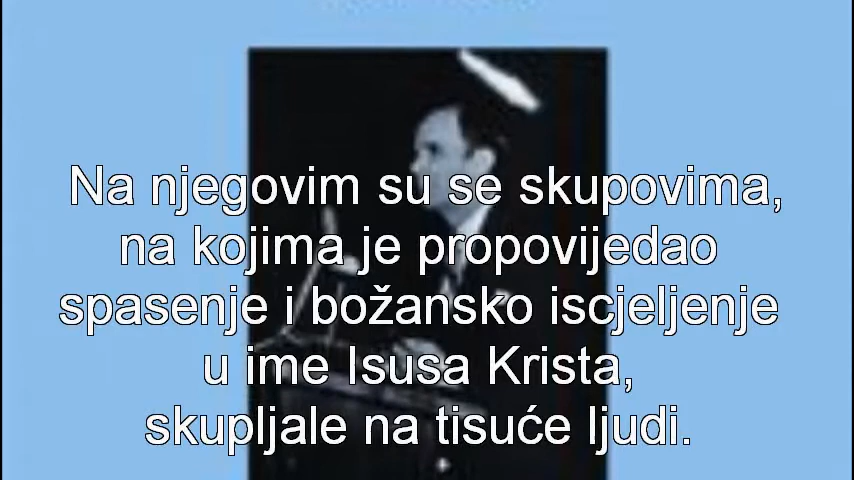 Na njegovim su se skupovima,
na kojima je propovijedao
spasenje i božansko iscjeljenje
u ime Isusa Krista,
skupljale na tisuće ljudi.